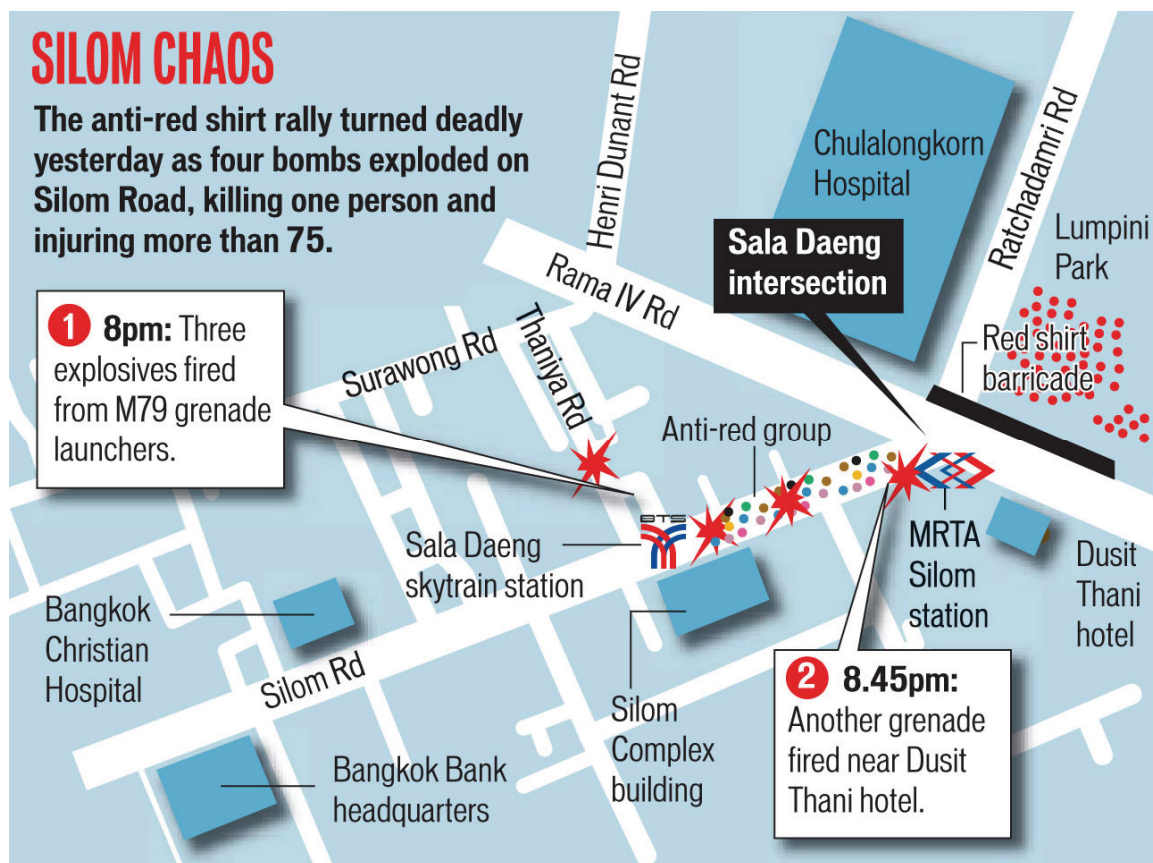 SILOM CHAOS
The anti-red shirt rally turned deadly
yesterday as four bombs exploded on
Silom Road, killing one person and
injuring more than 75.
1 8pm: Three
explosives fired
from M79 grenade
launchers.
Henri Dunant Rd
Rama IV Rd
Chulalongkorn
Hospital
Ratchadamri Rd
Lumpini
Park
Sala Daeng
intersection
Red shirt
barricade
Surawong Rd
Thaniya Rd
Anti-red group
BTS
Sala Daeng
skytrain station
MRTA
Silom
station
Dusit
Thani
hotel
Bangkok
Christian
Hospital
Silom Rd
Silom
Complex
building
Bangkok Bank
headquarters
2 8.45pm:
Another grenade
fired near Dusit
Thani hotel.